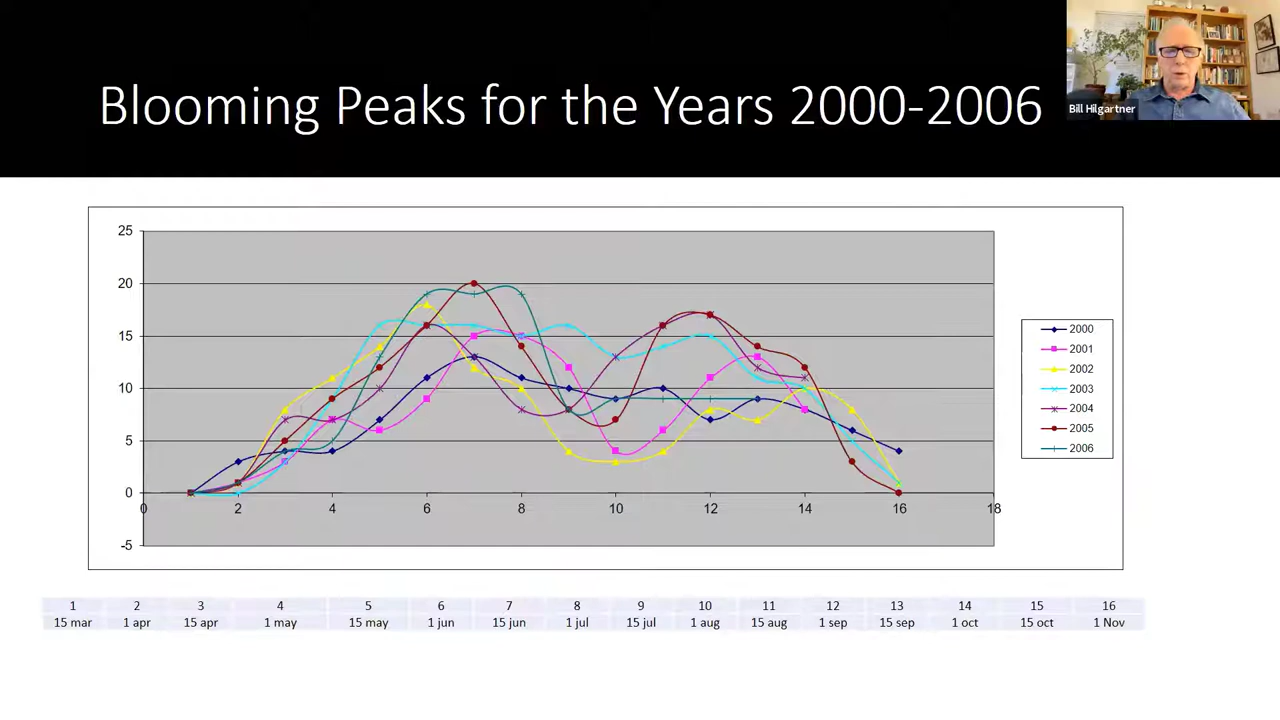 Blooming Peaks for the Years 2000-2006
Bill Hilgartner
25
20
15
10
5
0
-5
0 2 4 6 8 10 12 14 16 18
2000
2001
2002
2003
2004
2005
2006
1 2 3 4 5 6 7 8 9 10 11 12 13 14 15 16
15 mar 1 apr 15 apr 1 may 15 may 1 jun 15 jun 1 jul 15 jul 1 aug 15 aug 1 sep 15 sep 1 oct 15 oct 1 Nov